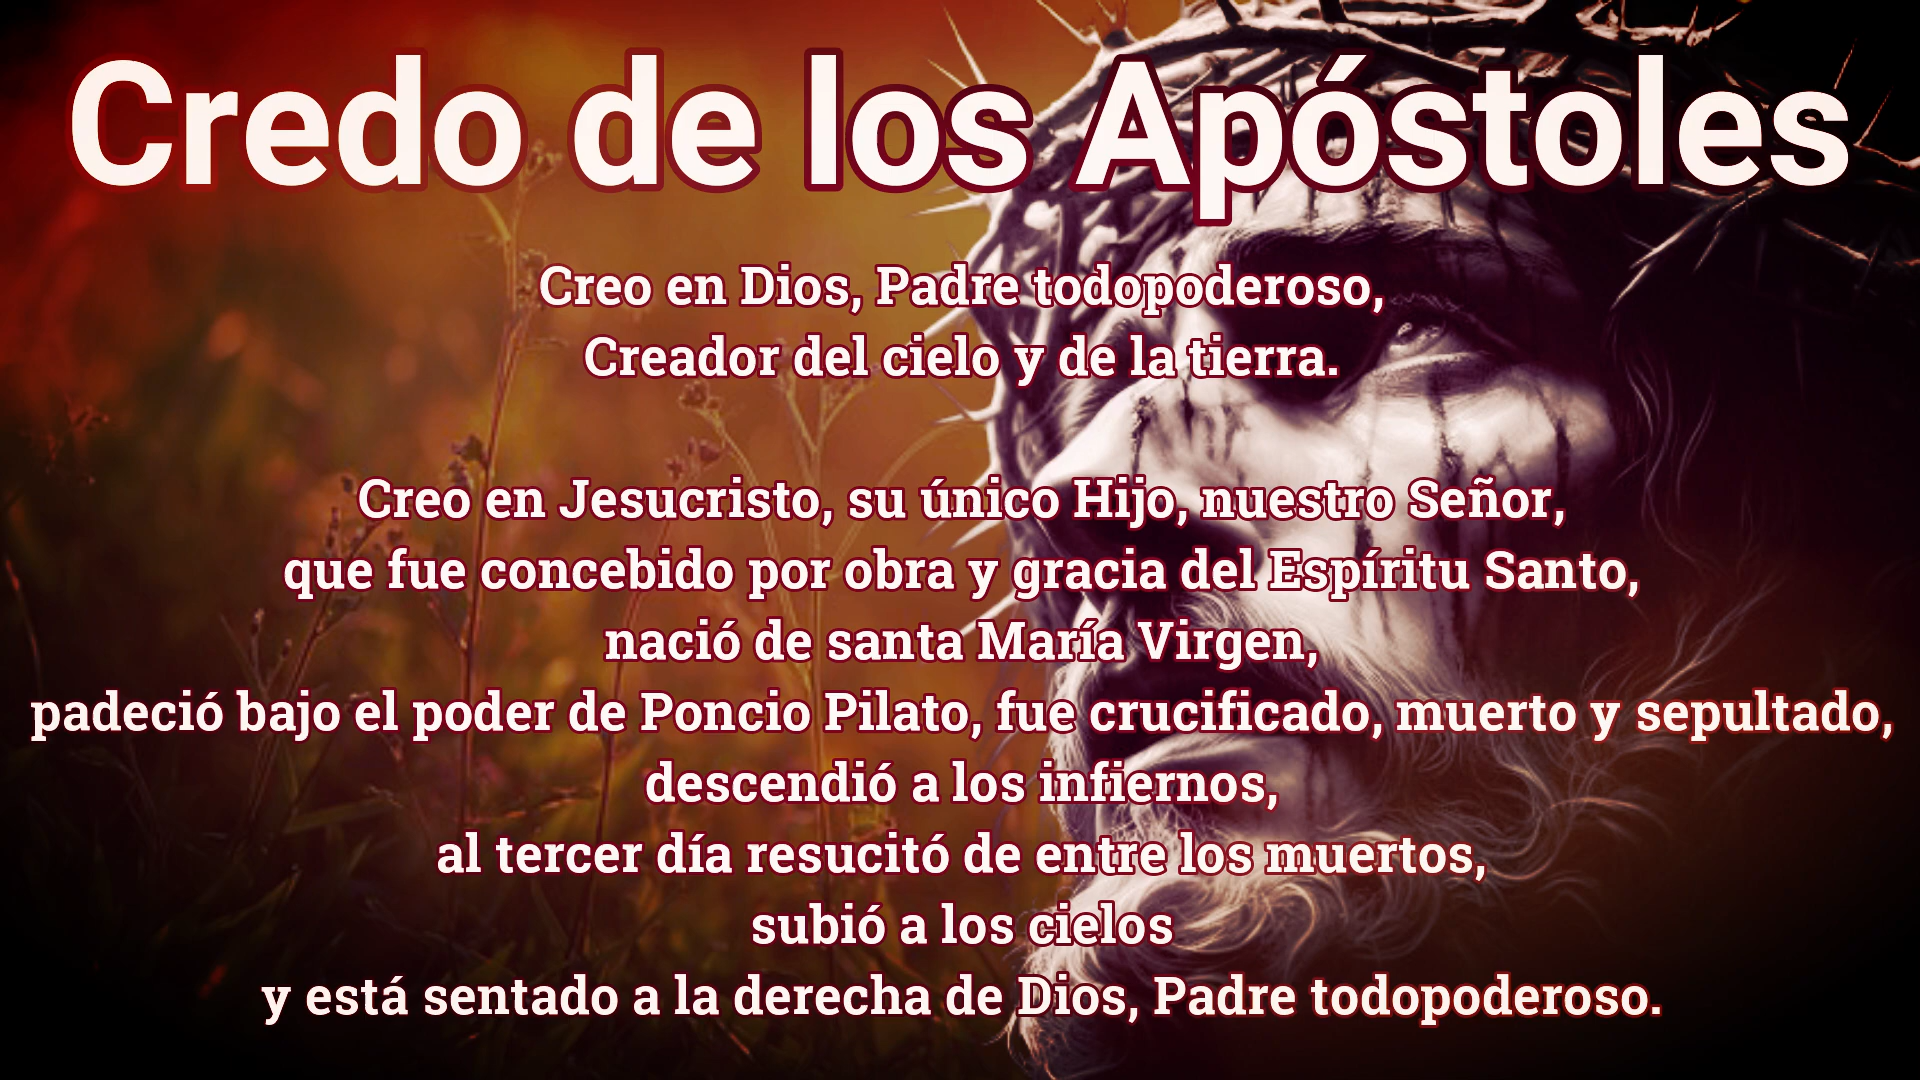 Credo de los Apóstoles
Creo en Dios, Padre todopoderoso,
Creador del cielo y de la tierra.
Creo en Jesucristo, su único Hijo, nuestro Señor,
que fue concebido por obra y gracia del Espíritu Santo,
nació de santa María Virgen,
padeció bajo el poder de Poncio Pilato, fue crucificado, muerto y sepultado,
descendió a los infiernos,
al tercer día resucitó de entre los muertos,
subió a los cielos
y está sentado a la derecha de Dios, Padre todopoderoso.